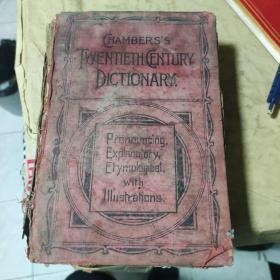 CHAMBERS'S
TWENTIETH CENTURY
DICTIONARY.
Pronouncing,
Explanatory,
Etymological,
with
Illustrations.